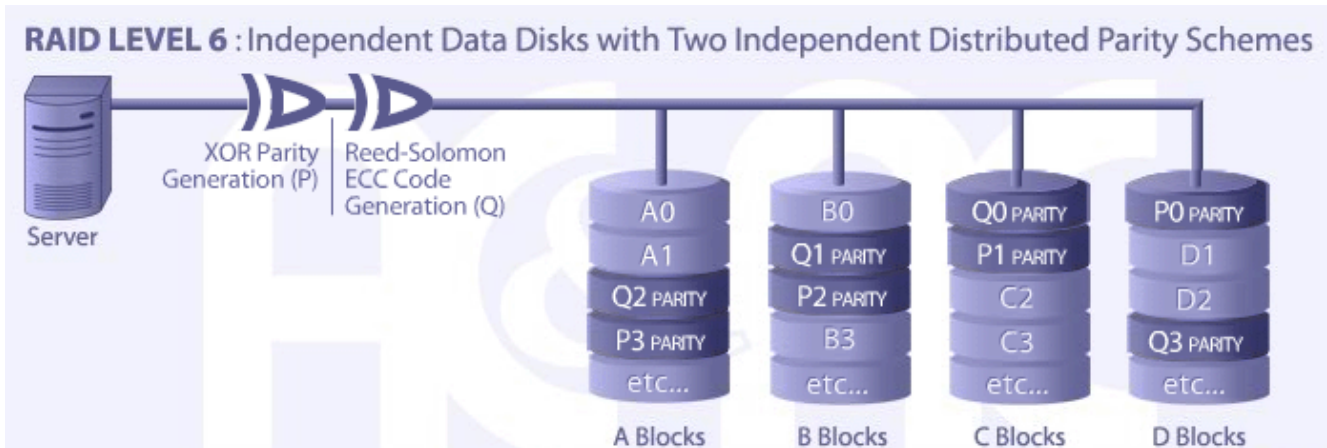 RAID LEVEL 6 : Independent Data Disks with Two Independent Distributed Parity Schemes
XOR Parity
Generation (P)
Reed-Solomon
ECC Code
Generation (Q)
Server
A0
A1
Q2 PARITY
P3 PARITY
etc...
A Blocks
B0
Q1 PARITY
P2 PARITY
B3
etc...
B Blocks
Q0 PARITY
P1 PARITY
C2
C3
etc...
C Blocks
P0 PARITY
D1
D2
Q3 PARITY
etc...
D Blocks